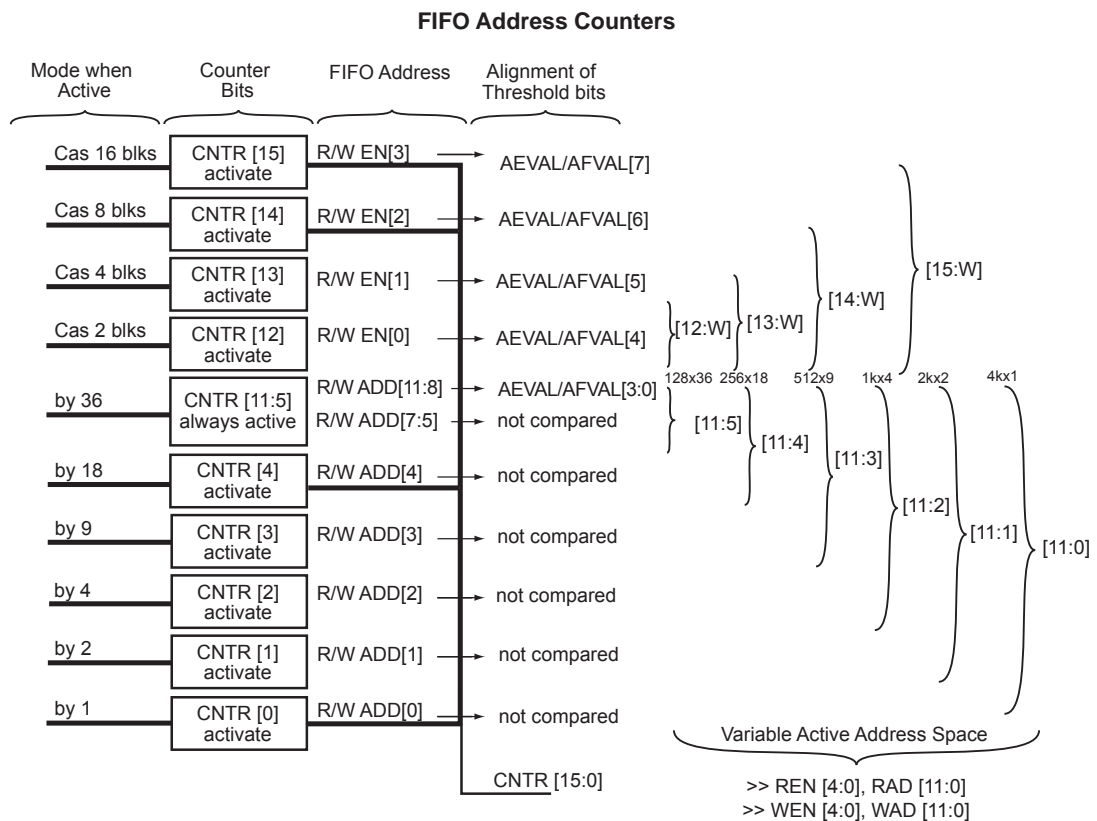 FIFO Address Counters
Mode when
Active
Counter
Bits
FIFO Address
Alignment of
Threshold bits
Cas 16 blks
CNTR [15]
activate
R/W EN[3]
AEVAL/AFVAL[7]
Cas 8 blks
CNTR [14]
activate
R/W EN[2]
AEVAL/AFVAL[6]
Cas 4 blks
CNTR [13]
activate
R/W EN[1]
AEVAL/AFVAL[5]
Cas 2 blks
CNTR [12]
activate
R/W EN[0]
AEVAL/AFVAL[4]
[12:W]
[13:W]
[14:W]
[15:W]
by 36
CNTR [11:5]
always active
R/W ADD[11:8]
AEVAL/AFVAL[3:0]
R/W ADD[7:5]
not compared
128x36
256x18
512x9
1kx4
2kx2
4kx1
[11:5]
[11:4]
[11:3]
[11:2]
[11:1]
[11:0]
by 18
CNTR [4]
activate
R/W ADD[4]
not compared
by 9
CNTR [3]
activate
R/W ADD[3]
not compared
by 4
CNTR [2]
activate
R/W ADD[2]
not compared
by 2
CNTR [1]
activate
R/W ADD[1]
not compared
by 1
CNTR [0]
activate
R/W ADD[0]
not compared
CNTR [15:0]
Variable Active Address Space
>> REN [4:0], RAD [11:0]
>> WEN [4:0], WAD [11:0]